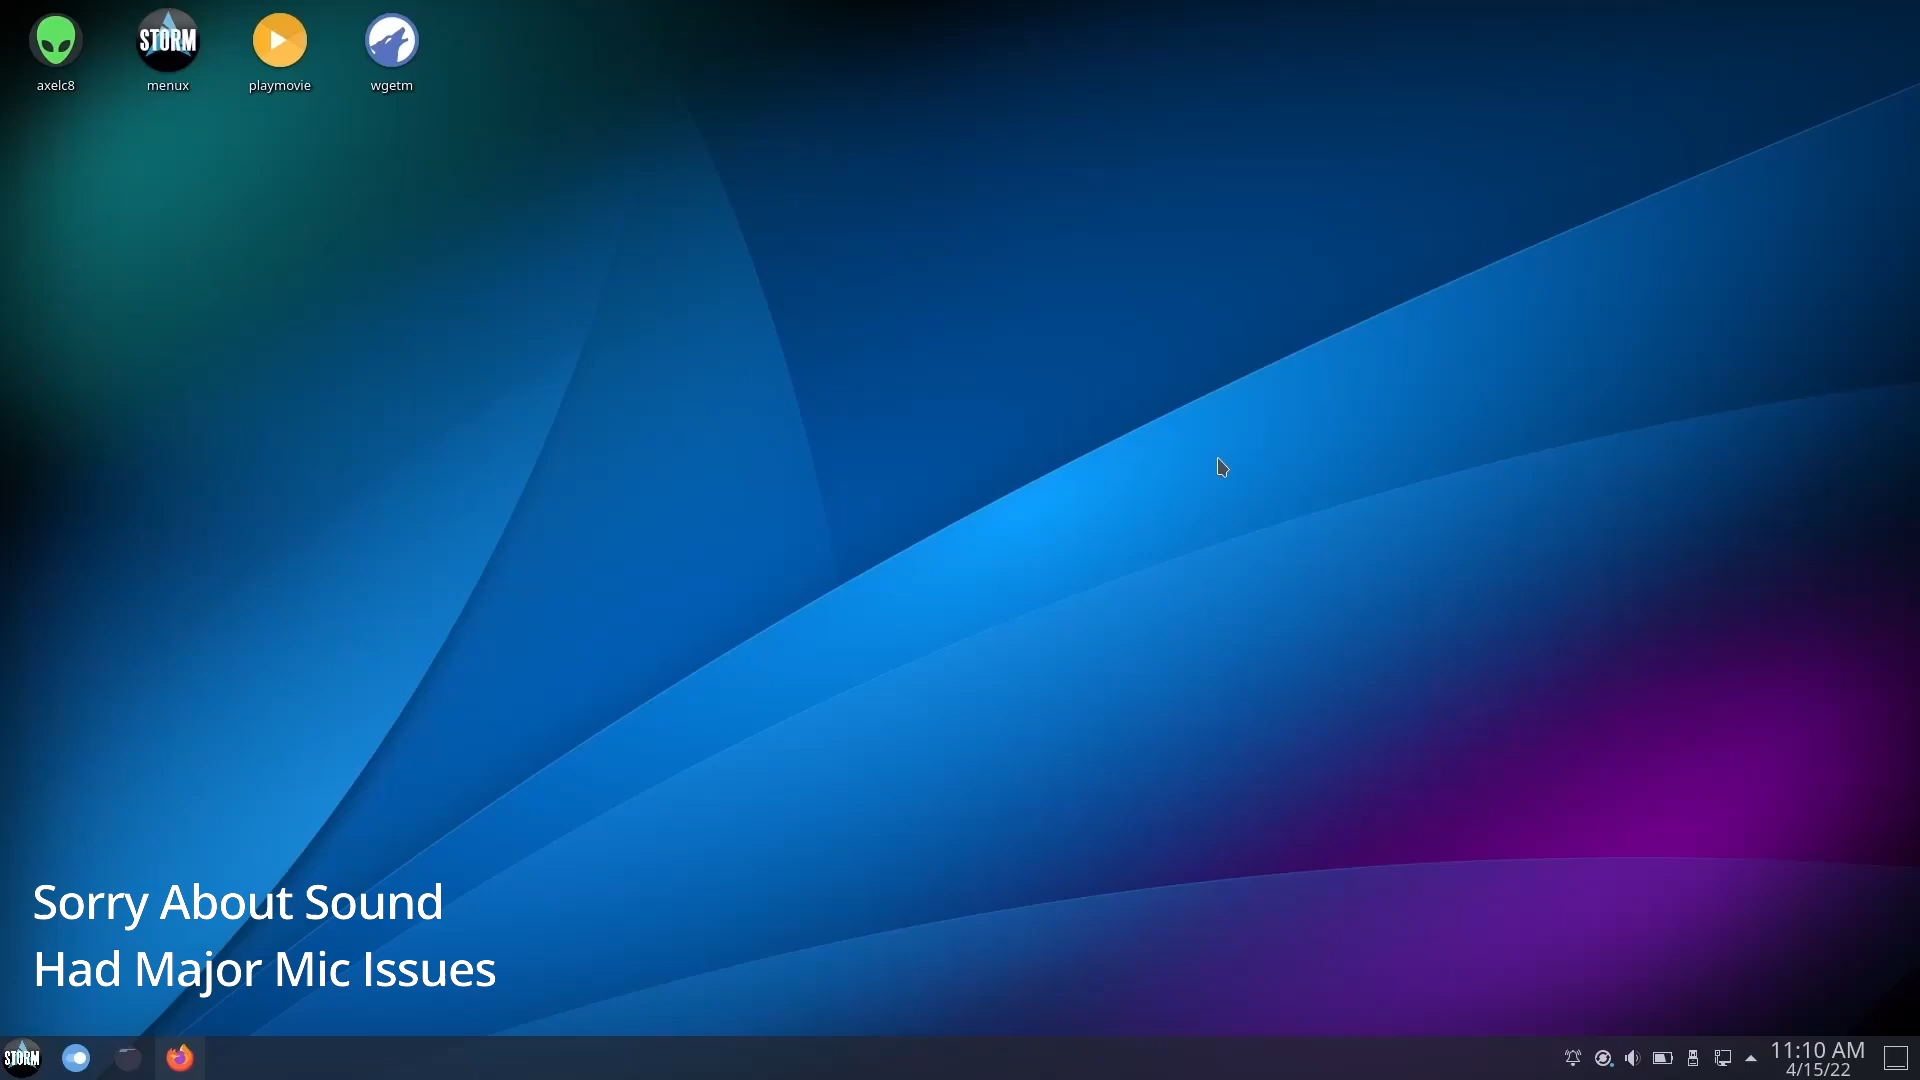 STORM
axelc8
menux
playmovie
wgetm
Sorry About Sound
Had Major Mic Issues
STORM
11:10 AM
4/15/22